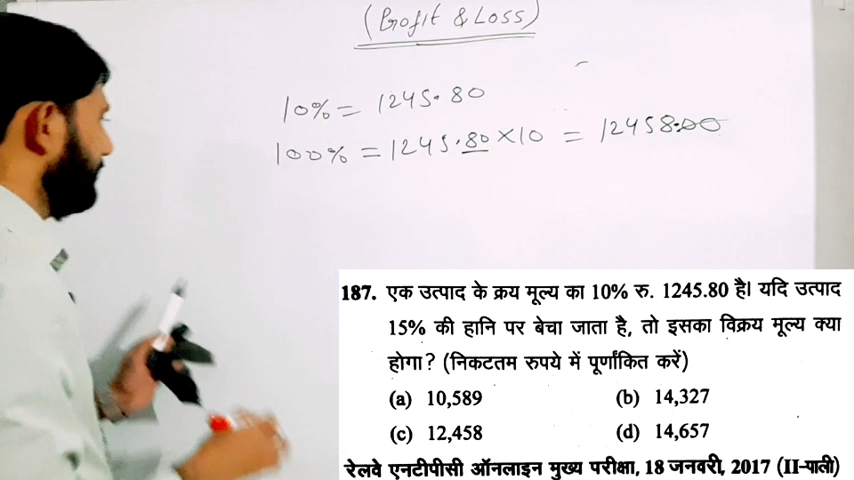 (Profit & Loss)
10% = 1245.80
100% = 1245.80 × 10 = 12458.00
187. एक उत्पाद के क्रय मूल्य का 10% रु. 1245.80 है। यदि उत्पाद
15% की हानि पर बेचा जाता है, तो इसका विक्रय मूल्य क्या
होगा? (निकटतम रुपये में पूर्णांकित करें)
(a) 10,589 (b) 14,327
(c) 12,458 (d) 14,657
रेलवे एनटीपीसी ऑनलाइन मुख्य परीक्षा, 18 जनवरी, 2017 (II-पाली)